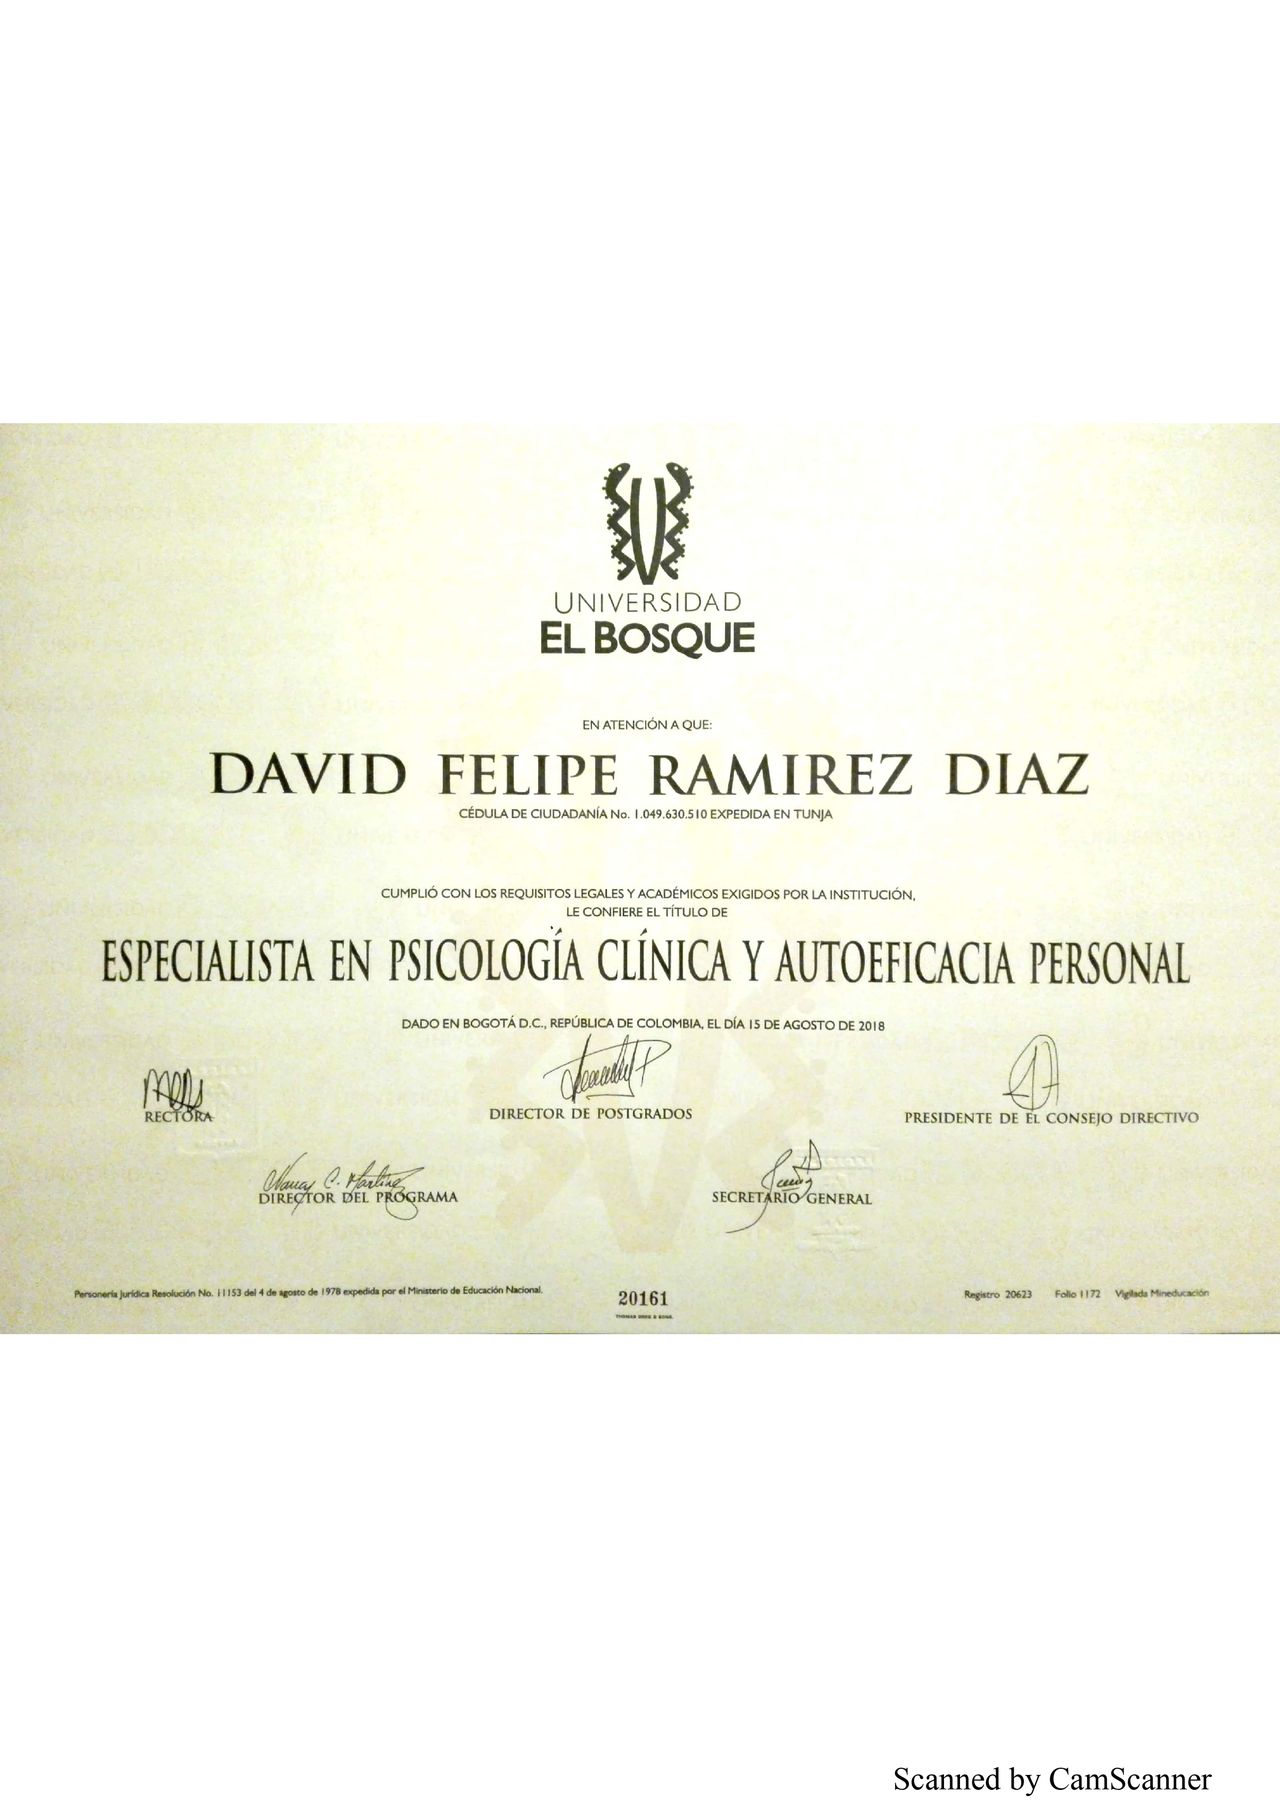 UNIVERSIDAD
EL BOSQUE
EN ATENCIÓN A QUE:
DAVID FELIPE RAMIREZ DIAZ
CÉDULA DE CIUDADANÍA No. 1.049.630.510 EXPEDIDA EN TUNJA
CUMPLIÓ CON LOS REQUISITOS LEGALES Y ACADÉMICOS EXIGIDOS POR LA INSTITUCIÓN,
LE CONFIERE EL TÍTULO DE
ESPECIALISTA EN PSICOLOGÍA CLÍNICA Y AUTOEFICACIA PERSONAL
DADO EN BOGOTÁ D.C., REPÚBLICA DE COLOMBIA, EL DÍA 15 DE AGOSTO DE 2018
RECTORA
DIRECTOR DE POSTGRADOS
PRESIDENTE DE EL CONSEJO DIRECTIVO
Nancy C. Martinez
DIRECTOR DEL PROGRAMA
SECRETARIO GENERAL
Personería Jurídica Resolución No. 11153 del 4 de agosto de 1978 expedida por el Ministerio de Educación Nacional.
20161
THOMAS GREG & SONS.
Registro 20623 Folio 1172 Vigilada Mineducación
Scanned by CamScanner